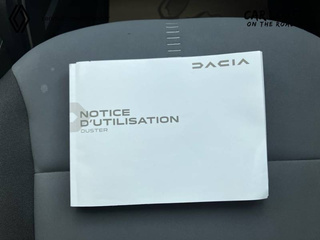 CAR
ON THE ROAD
DACIA
NOTICE
D'UTILISATION
DUSTER